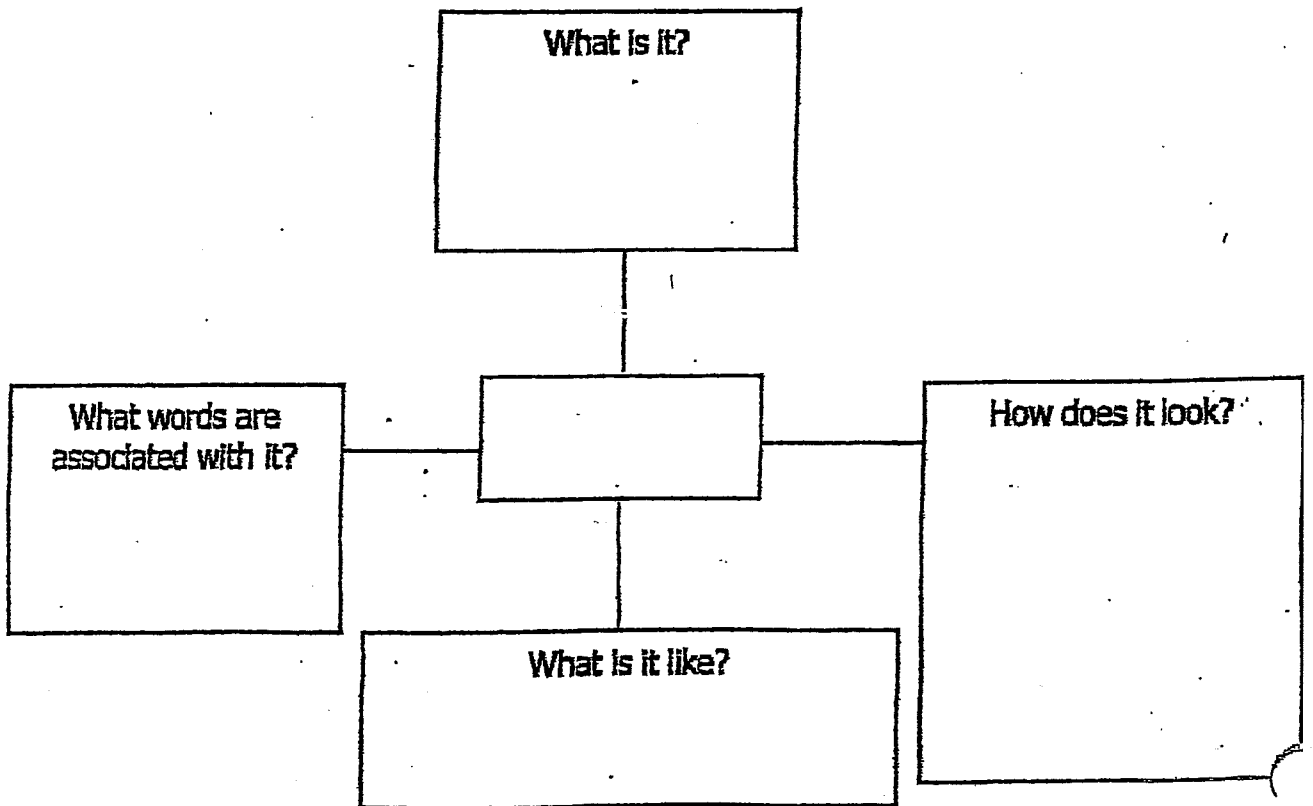 What is it?
What words are
associated with it?
How does it look?
What is it like?